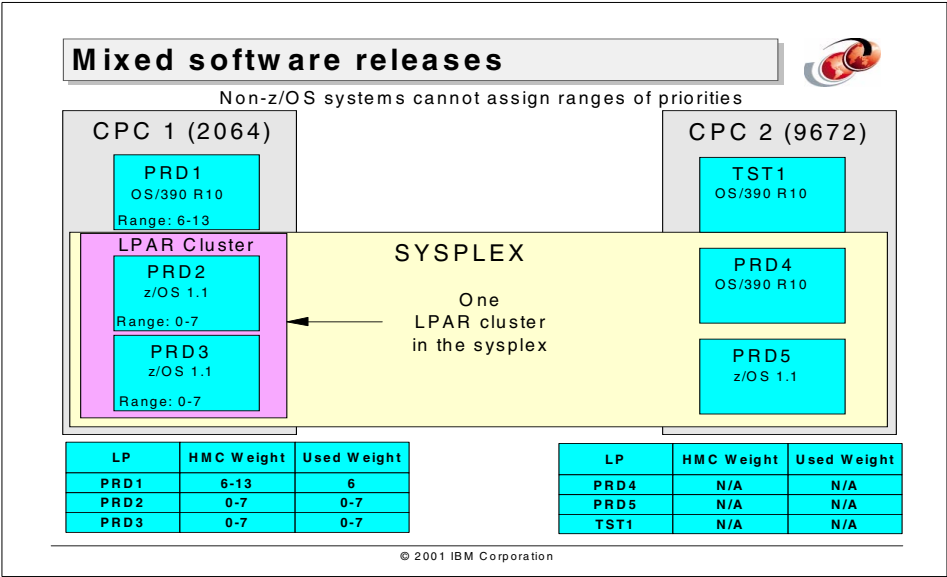 Mixed software releases
Non-z/OS systems cannot assign ranges of priorities
CPC 1 (2064)
PRD1
OS/390 R10
Range: 6-13
LPAR Cluster
PRD2
z/OS 1.1
Range: 0-7
PRD3
z/OS 1.1
Range: 0-7
SYSPLEX
One
LPAR cluster
in the sysplex
CPC 2 (9672)
TST1
OS/390 R10
PRD4
OS/390 R10
PRD5
z/OS 1.1
LP HMC Weight Used Weight
PRD1 6-13 6
PRD2 0-7 0-7
PRD3 0-7 0-7
LP HMC Weight Used Weight
PRD4 N/A N/A
PRD5 N/A N/A
TST1 N/A N/A
© 2001 IBM Corporation